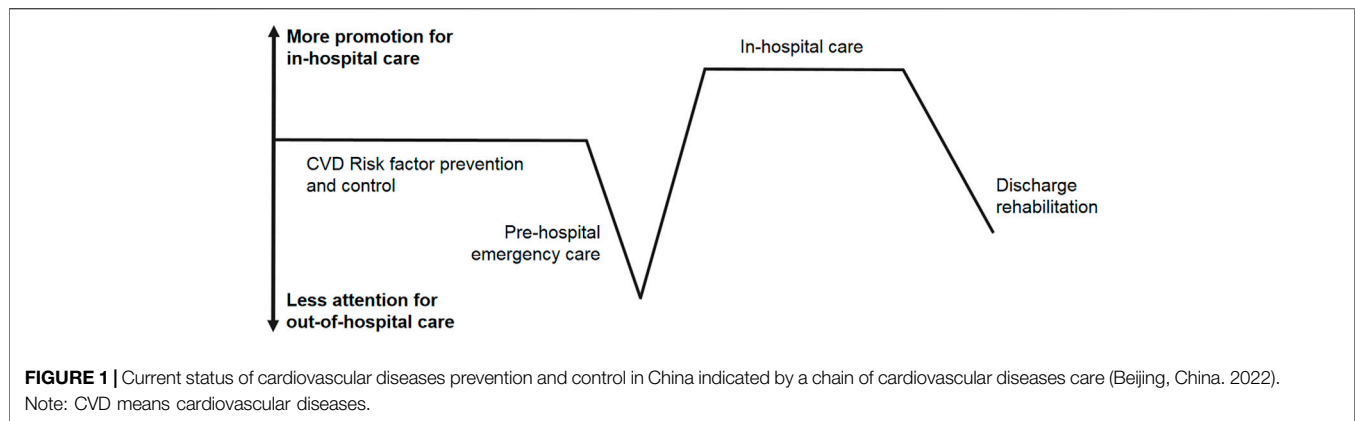 More promotion for
in-hospital care
In-hospital care
CVD Risk factor prevention
and control
Pre-hospital
emergency care
Discharge
rehabilitation
Less attention for
out-of-hospital care
FIGURE 1 | Current status of cardiovascular diseases prevention and control in China indicated by a chain of cardiovascular diseases care (Beijing, China. 2022).
Note: CVD means cardiovascular diseases.